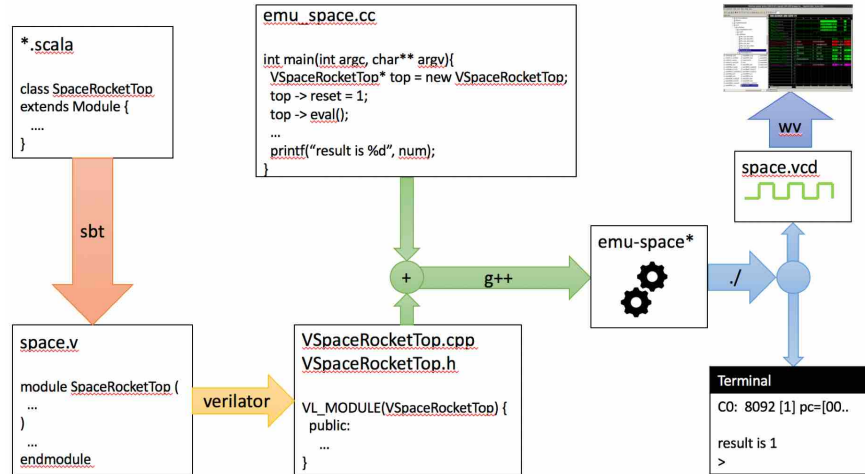 *.scala
class SpaceRocketTop
extends Module {
....
}
emu_space.cc
int main(int argc, char** argv){
VSpaceRocketTop* top = new VSpaceRocketTop;
top -> reset = 1;
top -> eval();
...
printf(“result is %d”, num);
}
wv
space.vcd
sbt
+
g++
emu-space*
./
space.v
module SpaceRocketTop (
...
)
...
endmodule
verilator
VSpaceRocketTop.cpp
VSpaceRocketTop.h
VL_MODULE(VSpaceRocketTop) {
public:
...
}
Terminal
C0: 8092 [1] pc=[00..
result is 1
>